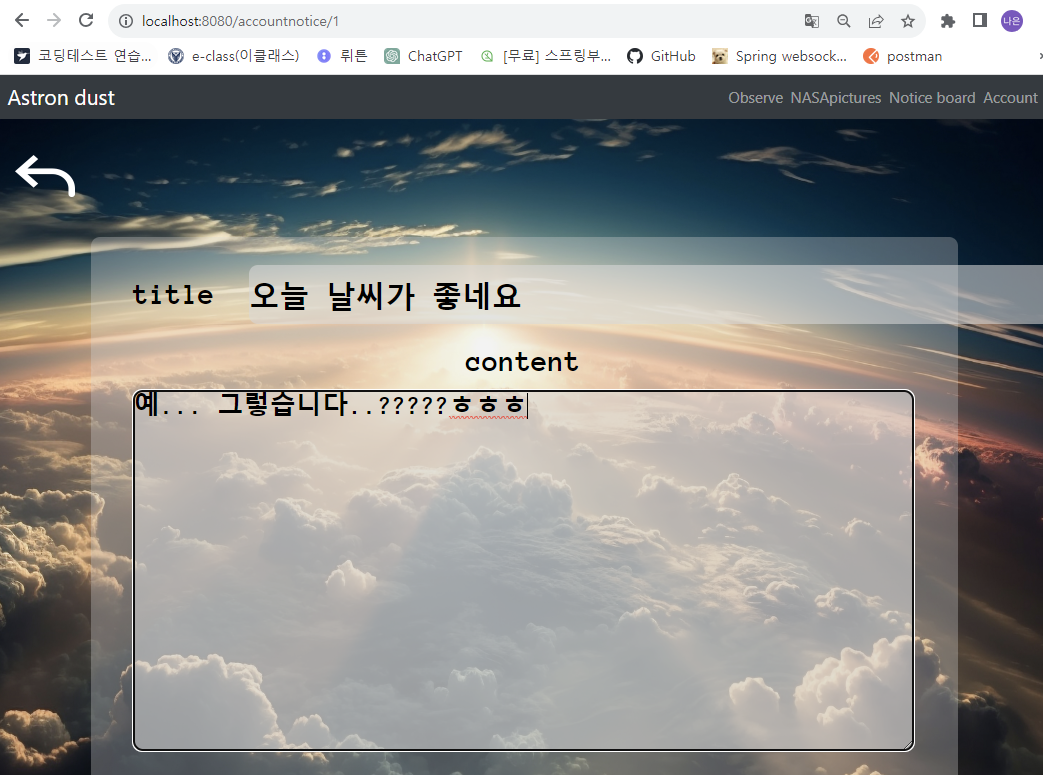 localhost:8080/accountnotice/1
나은
코딩테스트 연습... e-class(이클래스) 뤼튼 ChatGPT [무료] 스프링부... GitHub Spring websock... postman
Astron dust Observe NASApictures Notice board Account
title 오늘 날씨가 좋네요
content
예... 그렇습니다..?????ㅎㅎㅎ